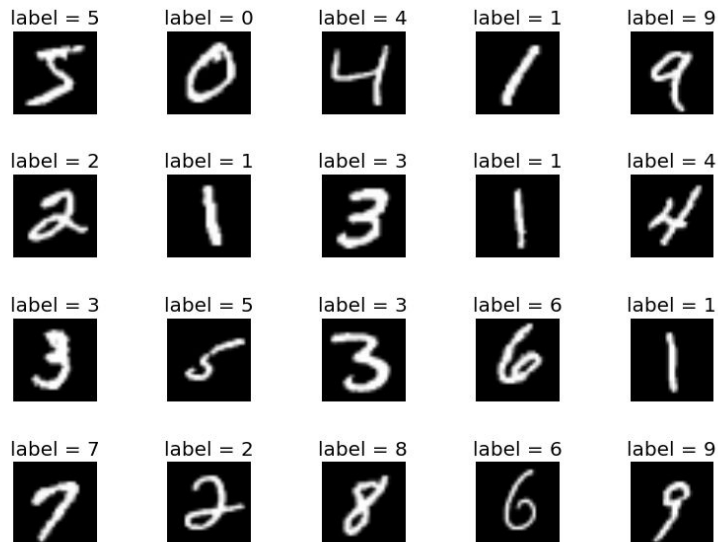 label = 5 label = 0 label = 4 label = 1 label = 9
5 0 4 1 9
label = 2 label = 1 label = 3 label = 1 label = 4
2 1 3 1 4
label = 3 label = 5 label = 3 label = 6 label = 1
3 5 3 6 1
label = 7 label = 2 label = 8 label = 6 label = 9
7 2 8 6 9